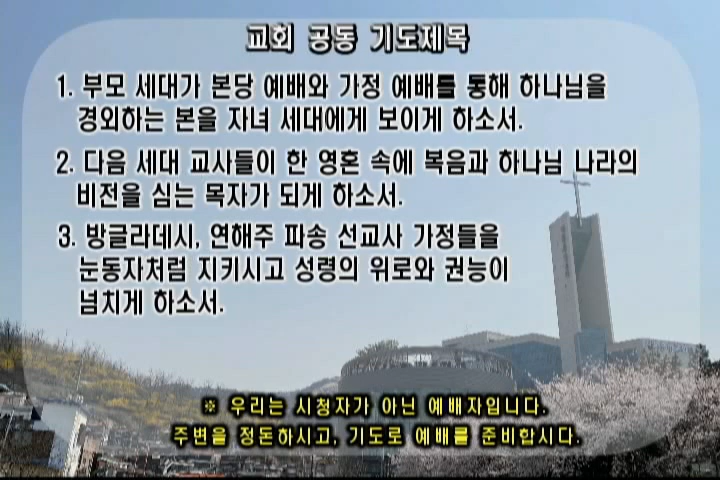 교회 공동 기도제목
1. 부모 세대가 본당 예배와 가정 예배를 통해 하나님을
경외하는 본을 자녀 세대에게 보이게 하소서.
2. 다음 세대 교사들이 한 영혼 속에 복음과 하나님 나라의
비전을 심는 목자가 되게 하소서.
3. 방글라데시, 연해주 파송 선교사 가정들을
눈동자처럼 지키시고 성령의 위로와 권능이
넘치게 하소서.
※ 우리는 시청자가 아닌 예배자입니다.
주변을 정돈하시고, 기도로 예배를 준비합시다.